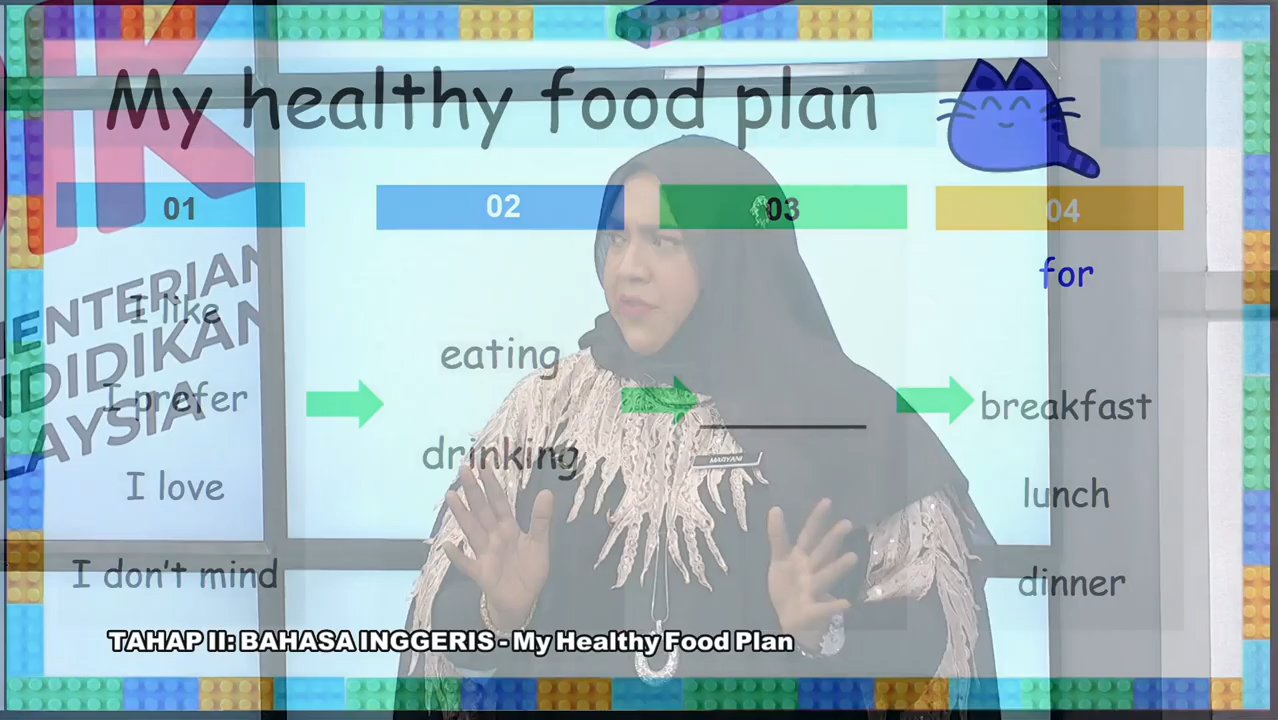 My healthy food plan
01
02
03
04
for
I like
eating
I prefer
breakfast
drinking
I love
lunch
I don't mind
dinner
MARYANI
TAHAP II: BAHASA INGGERIS - My Healthy Food Plan